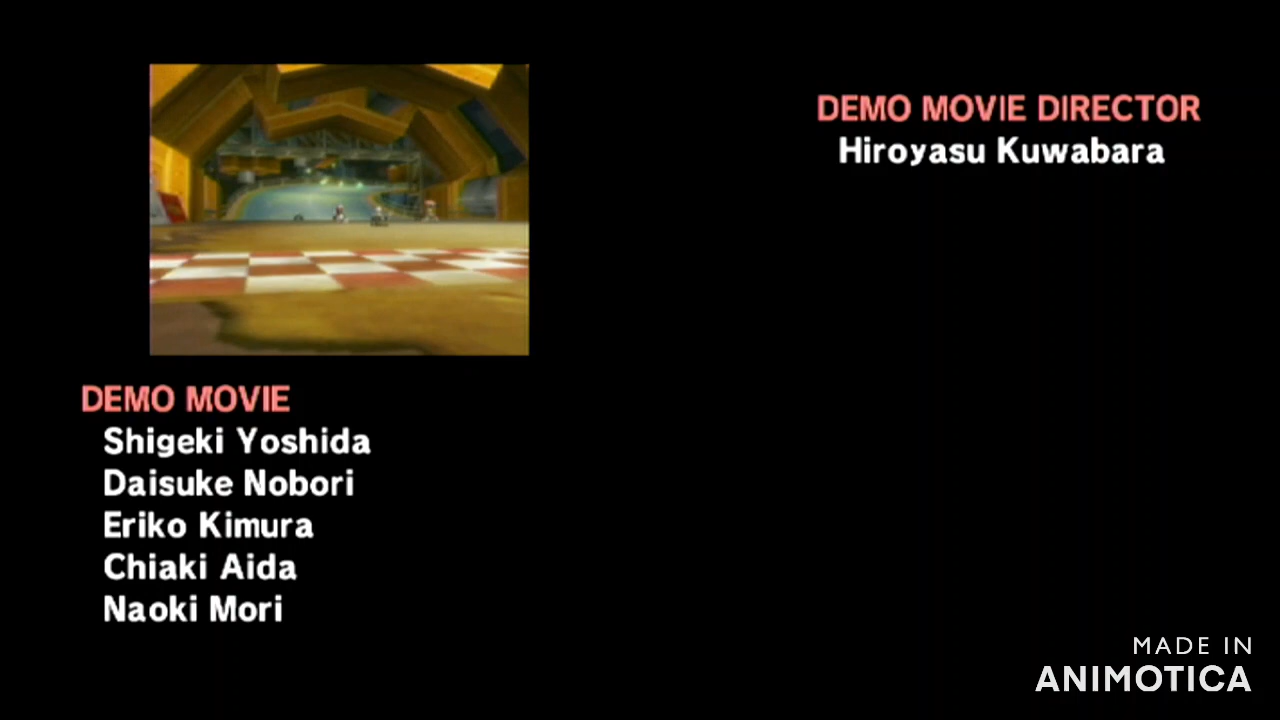 DEMO MOVIE DIRECTOR
Hiroyasu Kuwabara
DEMO MOVIE
Shigeki Yoshida
Daisuke Nobori
Eriko Kimura
Chiaki Aida
Naoki Mori
MADE IN
ANIMOTICA